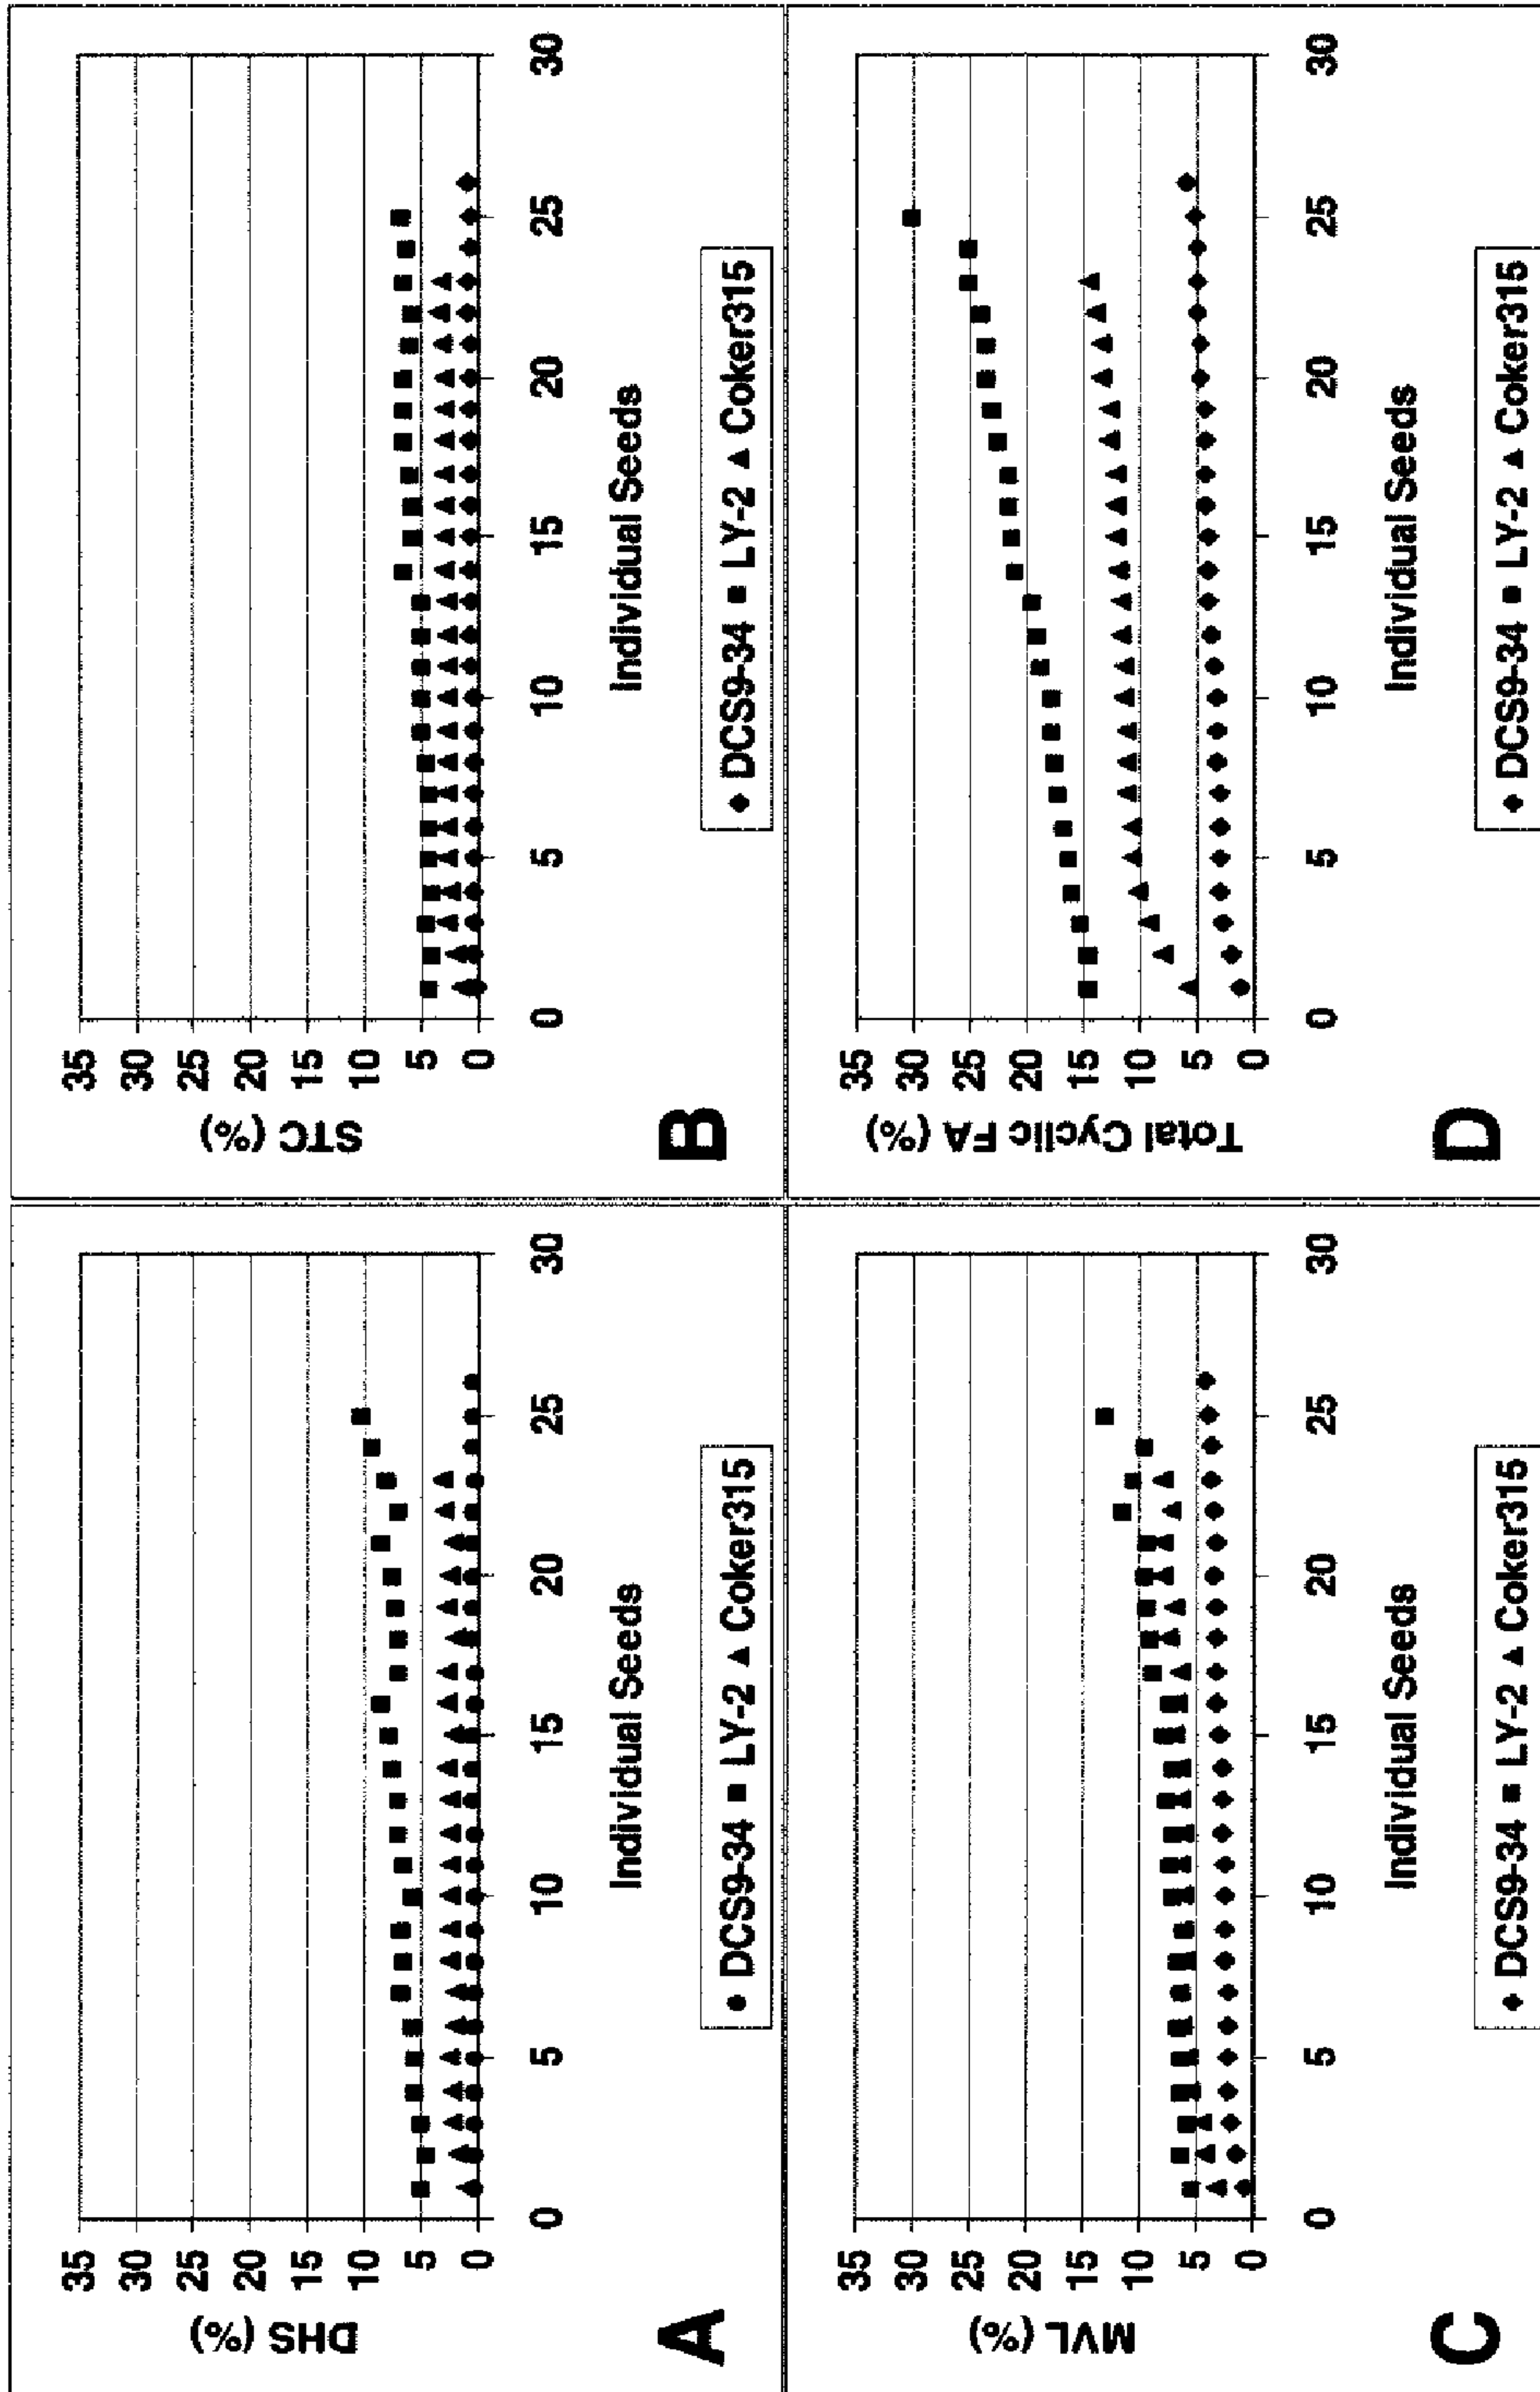 DHS (%)
35
30
25
20
15
10
5
0
0 5 10 15 20 25 30
Individual Seeds
● DCS9-34 ■ LY-2 ▲ Coker315
A
STC (%)
35
30
25
20
15
10
5
0
0 5 10 15 20 25 30
Individual Seeds
◆ DCS9-34 ■ LY-2 ▲ Coker315
B
MVL (%)
35
30
25
20
15
10
5
0
0 5 10 15 20 25 30
Individual Seeds
◆ DCS9-34 ■ LY-2 ▲ Coker315
C
Total Cyclic FA (%)
35
30
25
20
15
10
5
0
0 5 10 15 20 25 30
Individual Seeds
◆ DCS9-34 ■ LY-2 ▲ Coker315
D